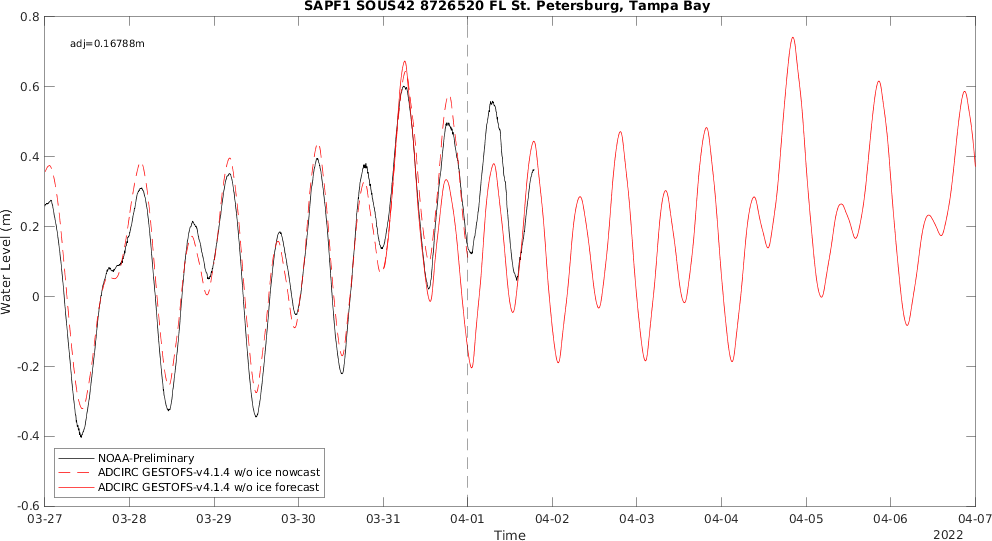 SAPF1 SOUS42 8726520 FL St. Petersburg, Tampa Bay
adj=0.16788m
0.8
0.6
0.4
0.2
0
-0.2
-0.4
-0.6
Water Level (m)
NOAA-Preliminary
ADCIRC GESTOFS-v4.1.4 w/o ice nowcast
ADCIRC GESTOFS-v4.1.4 w/o ice forecast
03-27 03-28 03-29 03-30 03-31 04-01 04-02 04-03 04-04 04-05 04-06 04-07
Time
2022